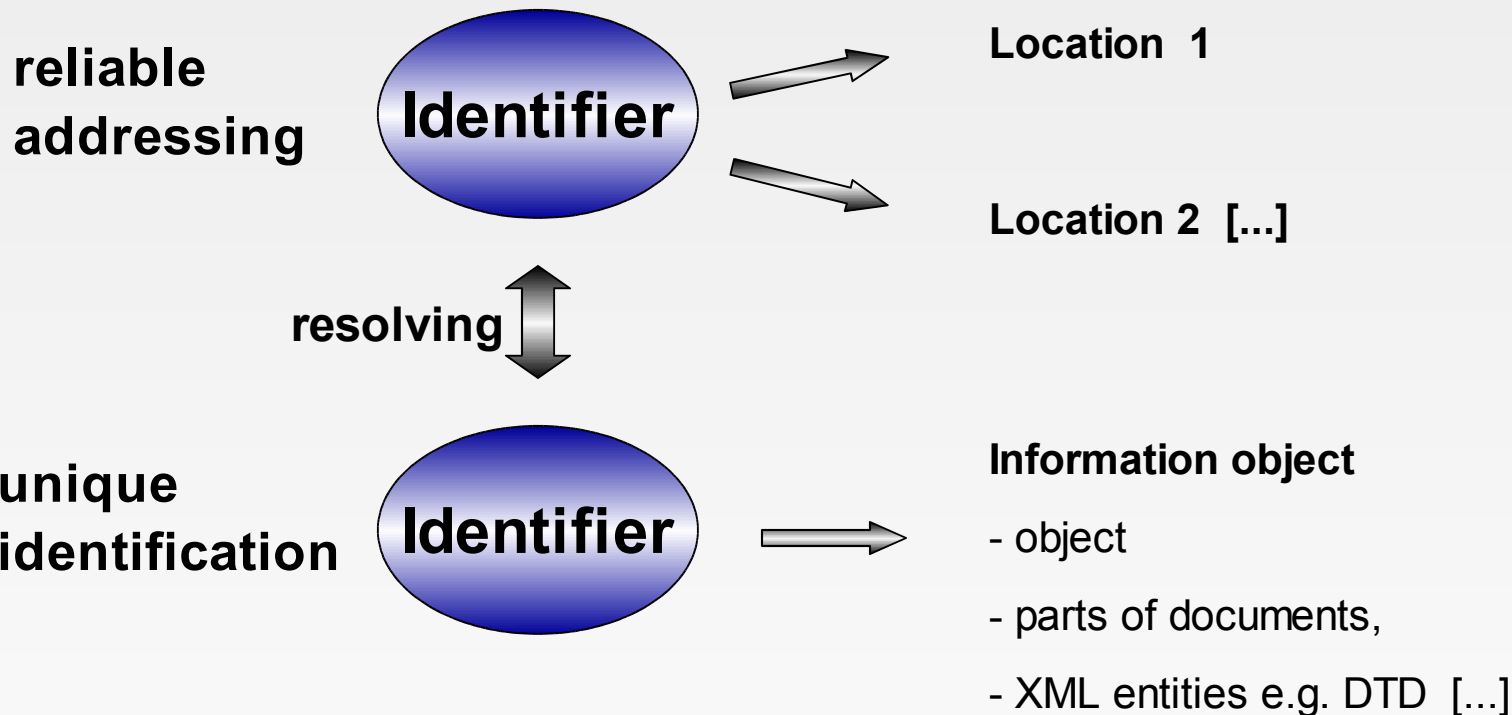 reliable
addressing
Identifier
Location 1
Location 2 [...]
resolving
unique
identification
Identifier
Information object
- object
- parts of documents,
- XML entities e.g. DTD [...]